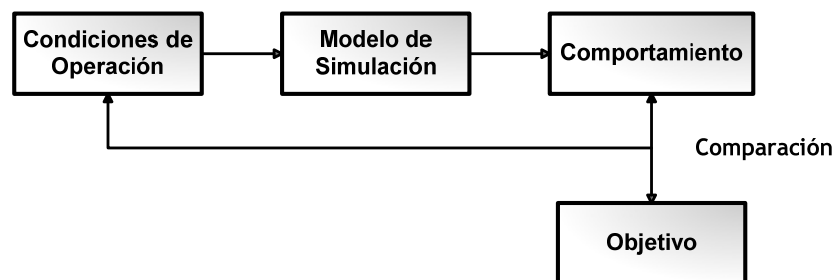 Condiciones de
Operación
Modelo de
Simulación
Comportamiento
Comparación
Objetivo